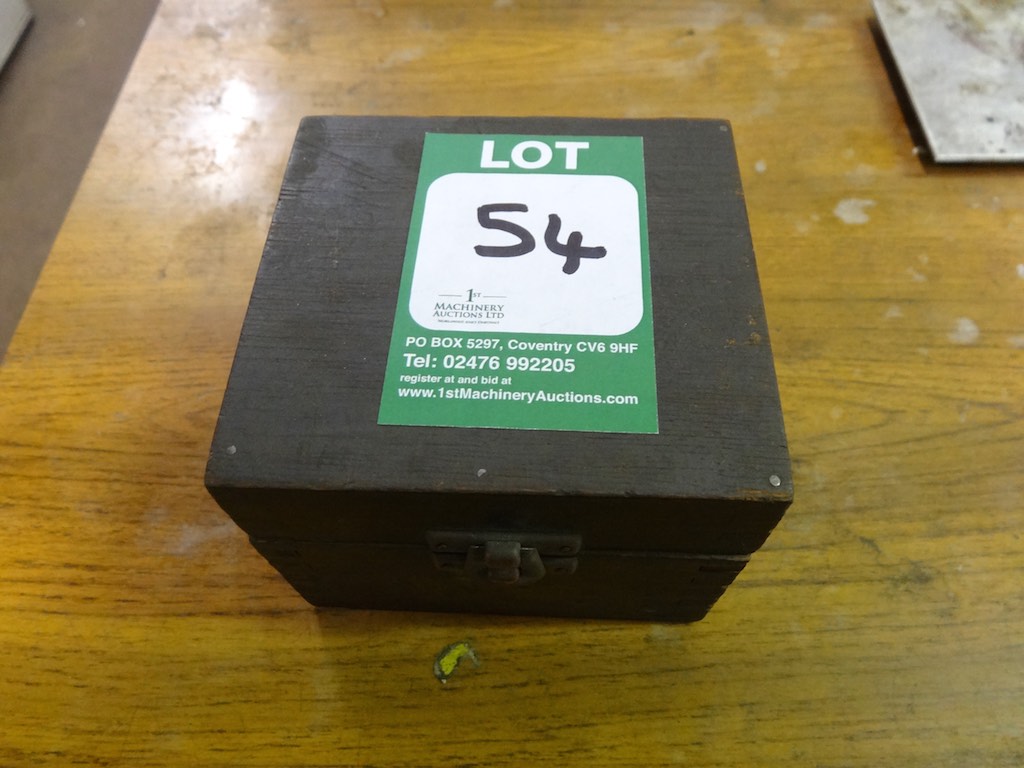 LOT
54
1ST
MACHINERY
AUCTIONS LTD
PO BOX 5297, Coventry CV6 9HF
Tel: 02476 992205
register at and bid at
www.1stMachineryAuctions.com